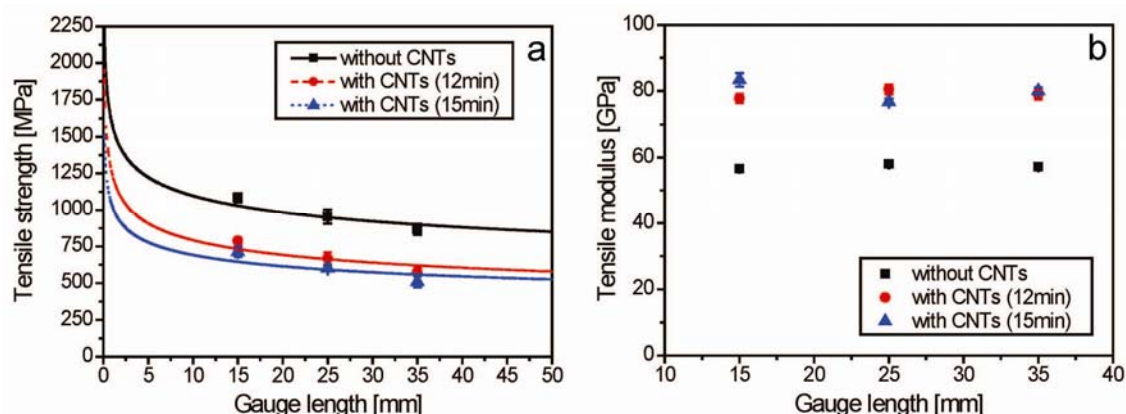 a
2250
2000
1750
1500
1250
1000
750
500
250
0
Tensile strength [MPa]
without CNTs
with CNTs (12min)
with CNTs (15min)
0 5 10 15 20 25 30 35 40 45 50
Gauge length [mm]
b
100
80
60
40
20
0
Tensile modulus [GPa]
without CNTs
with CNTs (12min)
with CNTs (15min)
10 15 20 25 30 35 40
Gauge length [mm]